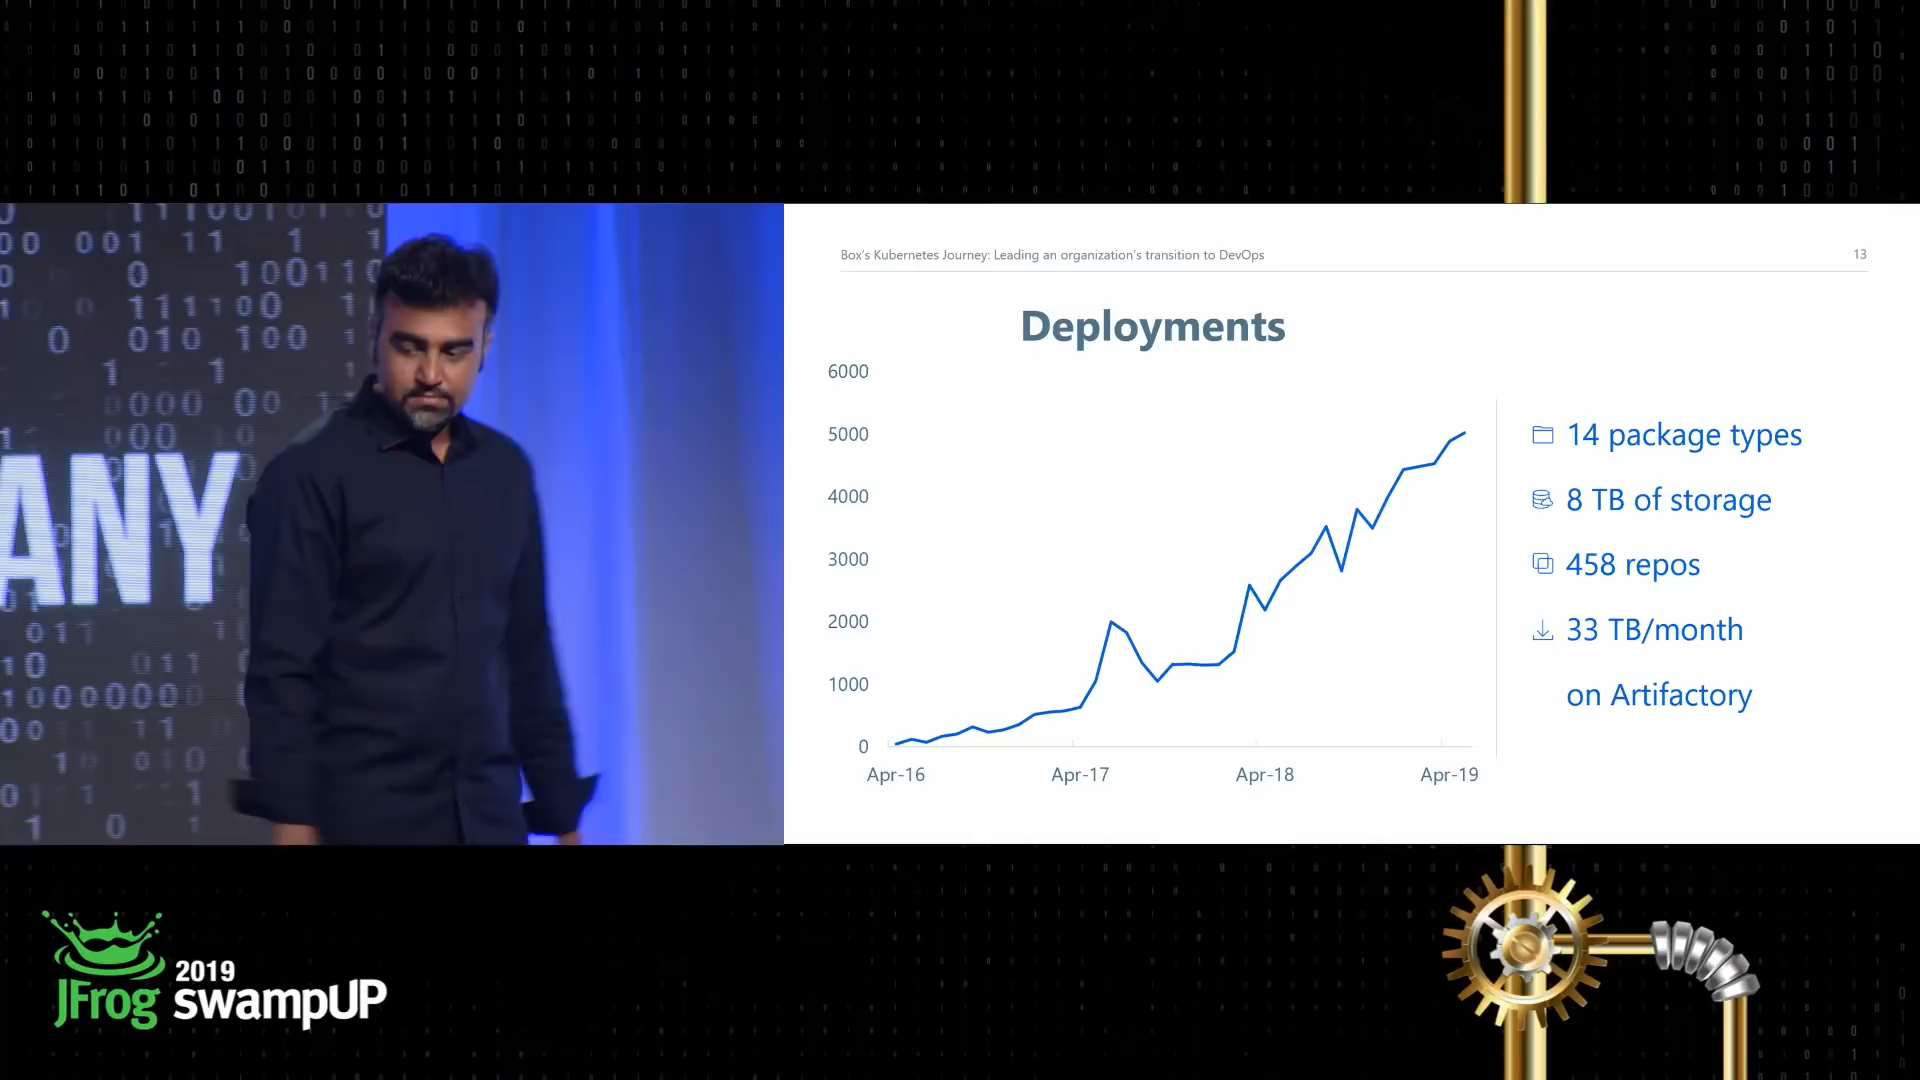 Box's Kubernetes Journey: Leading an organization's transition to DevOps
13
Deployments
6000
5000
4000
3000
2000
1000
0
Apr-16
Apr-17
Apr-18
Apr-19
14 package types
8 TB of storage
458 repos
33 TB/month
on Artifactory
ANY
JFrog
2019
swampUP